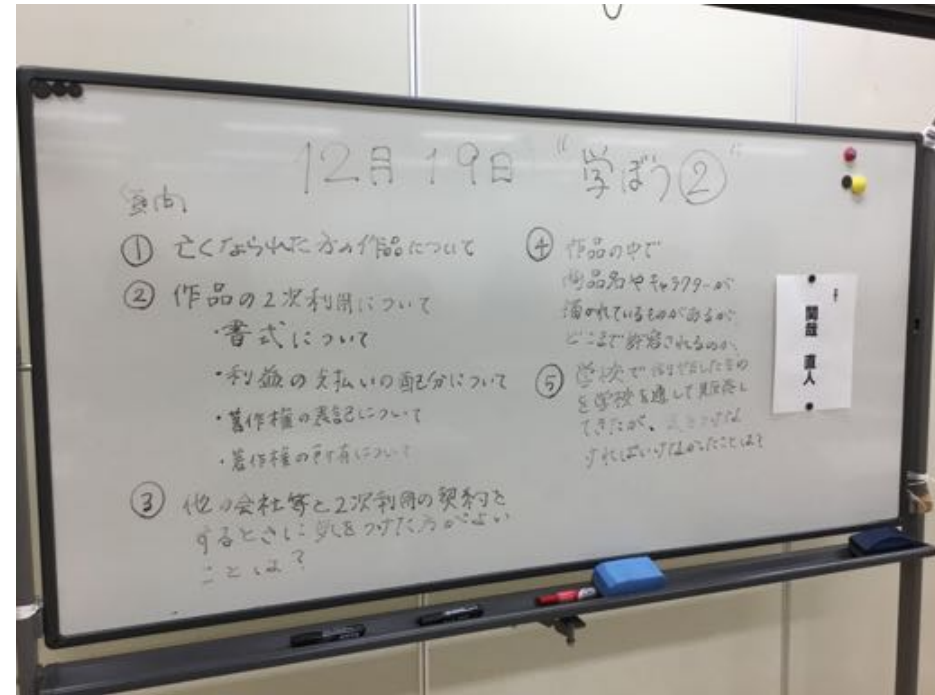 12月19日 "学ぼう②"
質問
① 亡くなられた方の作品について
② 作品の2次利用について
・書式について
・利益の支払いの配分について
・著作権の表記について
・著作権の所有について
③ 他の会社等と2次利用の契約を
するときに気をつけた方がよい
ことは?
④ 作品の中で
商品名やキャラクターが
描かれているものがあるが、
どこまで許容されるのか、
⑤ 学校で制作したもの
を学校を通して販売し
てきたが、
ければいけなかったことは?
直人